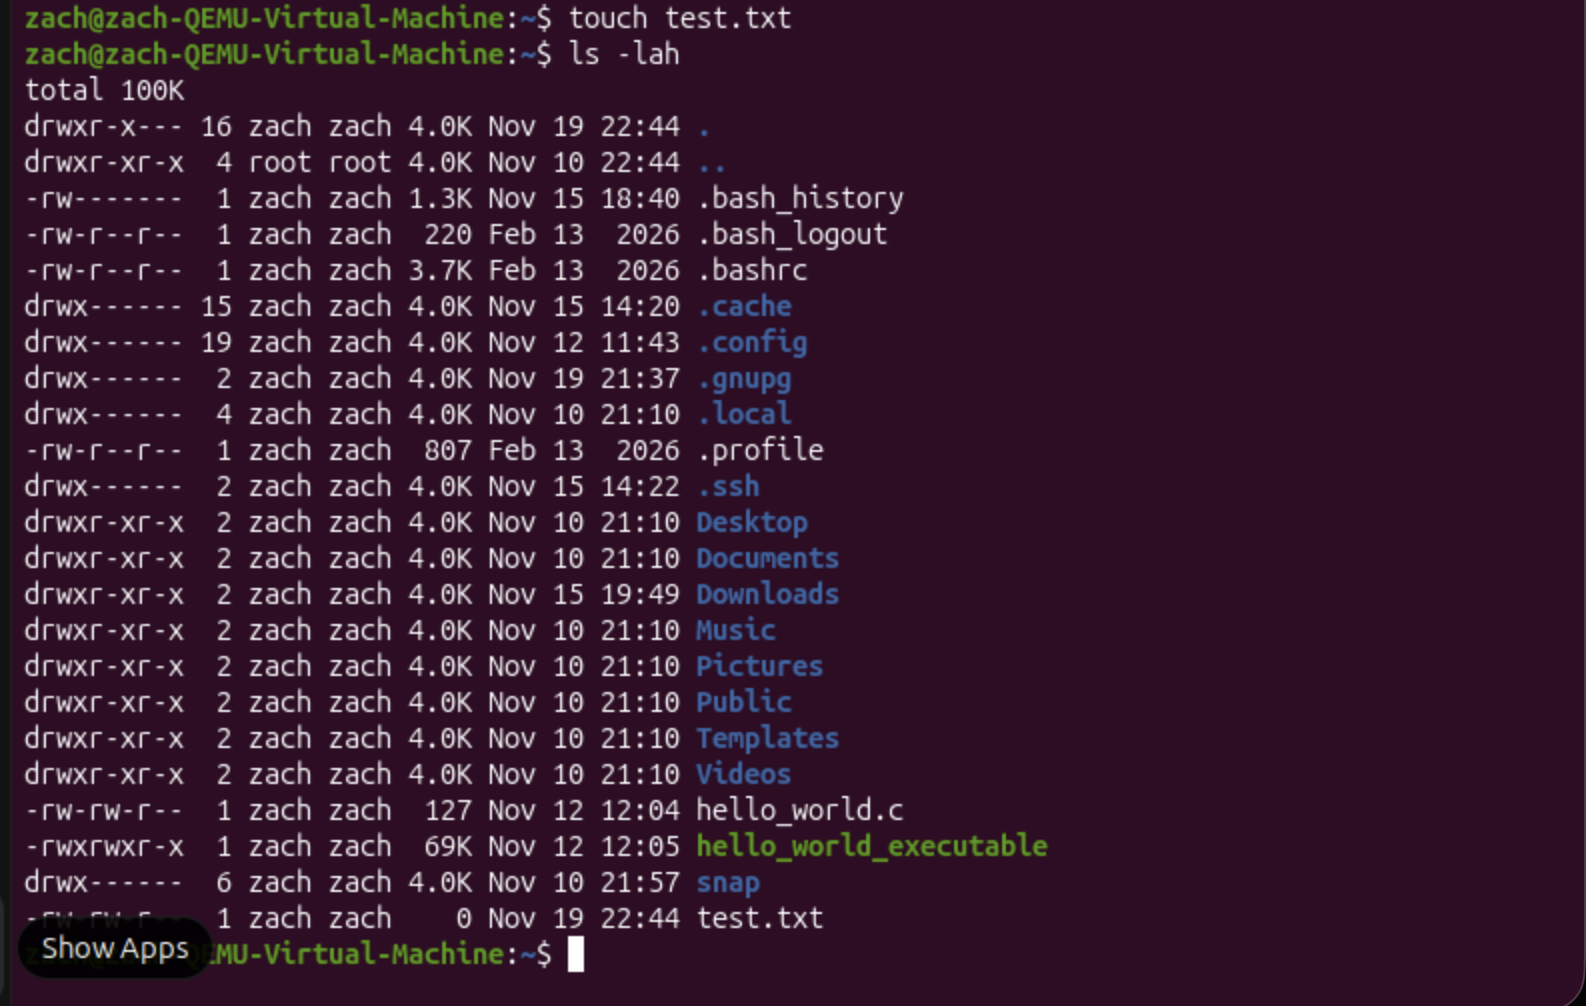 zach@zach-QEMU-Virtual-Machine:~$ touch test.txt
zach@zach-QEMU-Virtual-Machine:~$ ls -lah
total 100K
drwxr-x--- 16 zach zach 4.0K Nov 19 22:44 .
drwxr-xr-x  4 root root 4.0K Nov 10 22:44 ..
-rw-------  1 zach zach 1.3K Nov 15 18:40 .bash_history
-rw-r--r--  1 zach zach  220 Feb 13  2026 .bash_logout
-rw-r--r--  1 zach zach 3.7K Feb 13  2026 .bashrc
drwx------ 15 zach zach 4.0K Nov 15 14:20 .cache
drwx------ 19 zach zach 4.0K Nov 12 11:43 .config
drwx------  2 zach zach 4.0K Nov 19 21:37 .gnupg
drwx------  4 zach zach 4.0K Nov 10 21:10 .local
-rw-r--r--  1 zach zach  807 Feb 13  2026 .profile
drwx------  2 zach zach 4.0K Nov 15 14:22 .ssh
drwxr-xr-x  2 zach zach 4.0K Nov 10 21:10 Desktop
drwxr-xr-x  2 zach zach 4.0K Nov 10 21:10 Documents
drwxr-xr-x  2 zach zach 4.0K Nov 15 19:49 Downloads
drwxr-xr-x  2 zach zach 4.0K Nov 10 21:10 Music
drwxr-xr-x  2 zach zach 4.0K Nov 10 21:10 Pictures
drwxr-xr-x  2 zach zach 4.0K Nov 10 21:10 Public
drwxr-xr-x  2 zach zach 4.0K Nov 10 21:10 Templates
drwxr-xr-x  2 zach zach 4.0K Nov 10 21:10 Videos
-rw-rw-r--  1 zach zach  127 Nov 12 12:04 hello_world.c
-rwxrwxr-x  1 zach zach  69K Nov 12 12:05 hello_world_executable
drwx------  6 zach zach 4.0K Nov 10 21:57 snap
-rw-rw-r--  1 zach zach    0 Nov 19 22:44 test.txt
Show Apps
EMU-Virtual-Machine:~$